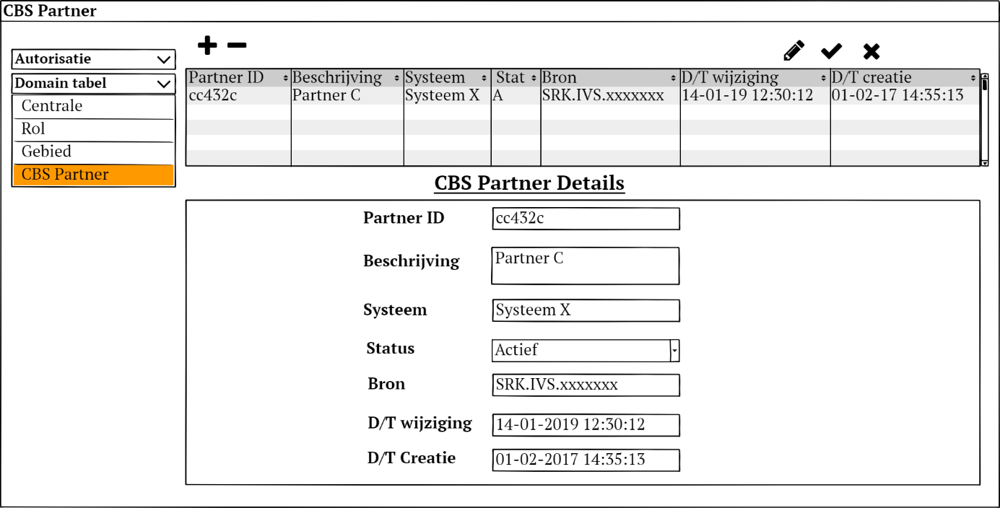 CBS Partner
Autorisatie
Domain tabel
Centrale
Rol
Gebied
CBS Partner
Partner ID Beschrijving Systeem Stat Bron D/T wijziging D/T creatie
cc432c Partner C Systeem X A SRK.IVS.xxxxxxx 14-01-19 12:30:12 01-02-17 14:35:13
CBS Partner Details
Partner ID cc432c
Beschrijving Partner C
Systeem Systeem X
Status Actief
Bron SRK.IVS.xxxxxxx
D/T wijziging 14-01-2019 12:30:12
D/T Creatie 01-02-2017 14:35:13